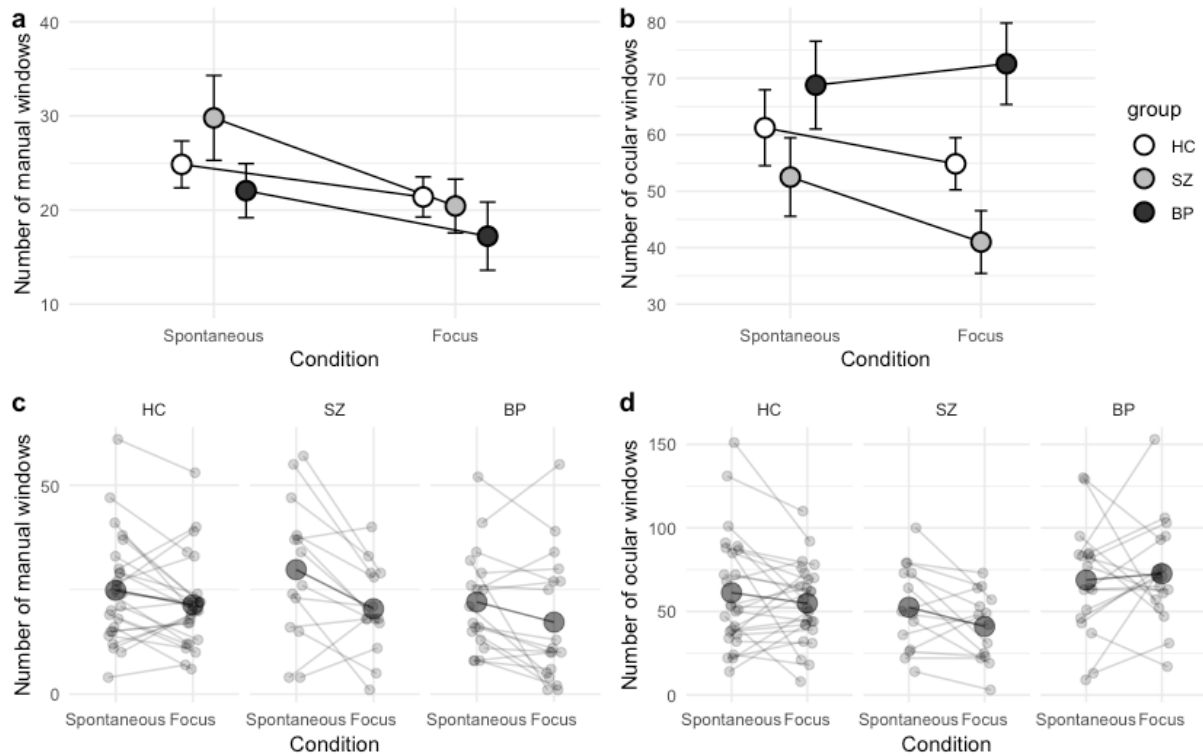 a
Number of manual windows
40
30
20
10
Spontaneous Focus
Condition
b
Number of ocular windows
80
70
60
50
40
30
Spontaneous Focus
Condition
group
HC
SZ
BP
c
HC SZ BP
Number of manual windows
50
0
Spontaneous Focus Spontaneous Focus Spontaneous Focus
Condition
d
HC SZ BP
Number of ocular windows
150
100
50
0
Spontaneous Focus Spontaneous Focus Spontaneous Focus
Condition